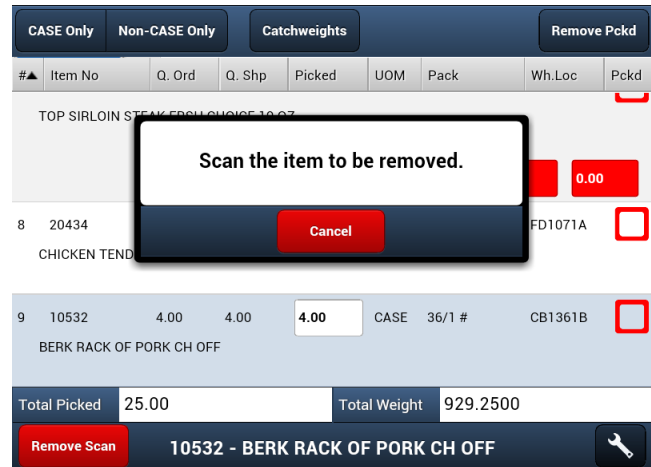 CASE Only Non-CASE Only Catchweights Remove Pckd
#▲ Item No Q. Ord Q. Shp Picked UOM Pack Wh.Loc Pckd
TOP SIRLOIN
Scan the item to be removed.
0.00
Cancel
8 20434 FD1071A
CHICKEN TEND
9 10532 4.00 4.00 4.00 CASE 36/1 # CB1361B
BERK RACK OF PORK CH OFF
Total Picked 25.00 Total Weight 929.2500
Remove Scan 10532 - BERK RACK OF PORK CH OFF